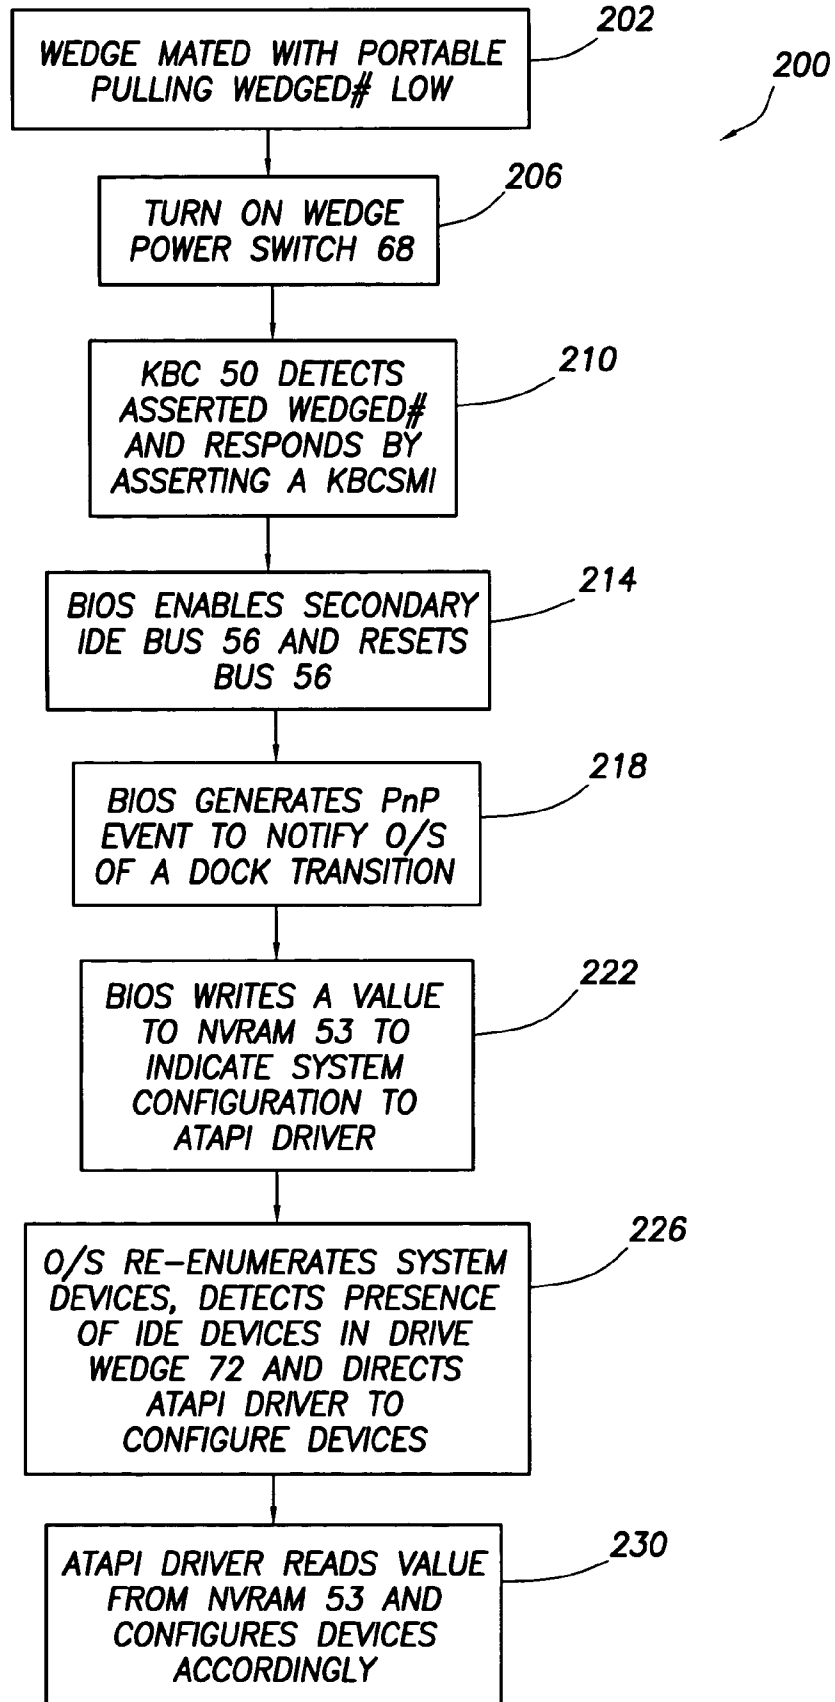 202
WEDGE MATED WITH PORTABLE
PULLING WEDGED# LOW
200
206
TURN ON WEDGE
POWER SWITCH 68
210
KBC 50 DETECTS
ASSERTED WEDGED#
AND RESPONDS BY
ASSERTING A KBCSMI
214
BIOS ENABLES SECONDARY
IDE BUS 56 AND RESETS
BUS 56
218
BIOS GENERATES PnP
EVENT TO NOTIFY O/S
OF A DOCK TRANSITION
222
BIOS WRITES A VALUE
TO NVRAM 53 TO
INDICATE SYSTEM
CONFIGURATION TO
ATAPI DRIVER
226
O/S RE-ENUMERATES SYSTEM
DEVICES, DETECTS PRESENCE
OF IDE DEVICES IN DRIVE
WEDGE 72 AND DIRECTS
ATAPI DRIVER TO
CONFIGURE DEVICES
230
ATAPI DRIVER READS VALUE
FROM NVRAM 53 AND
CONFIGURES DEVICES
ACCORDINGLY